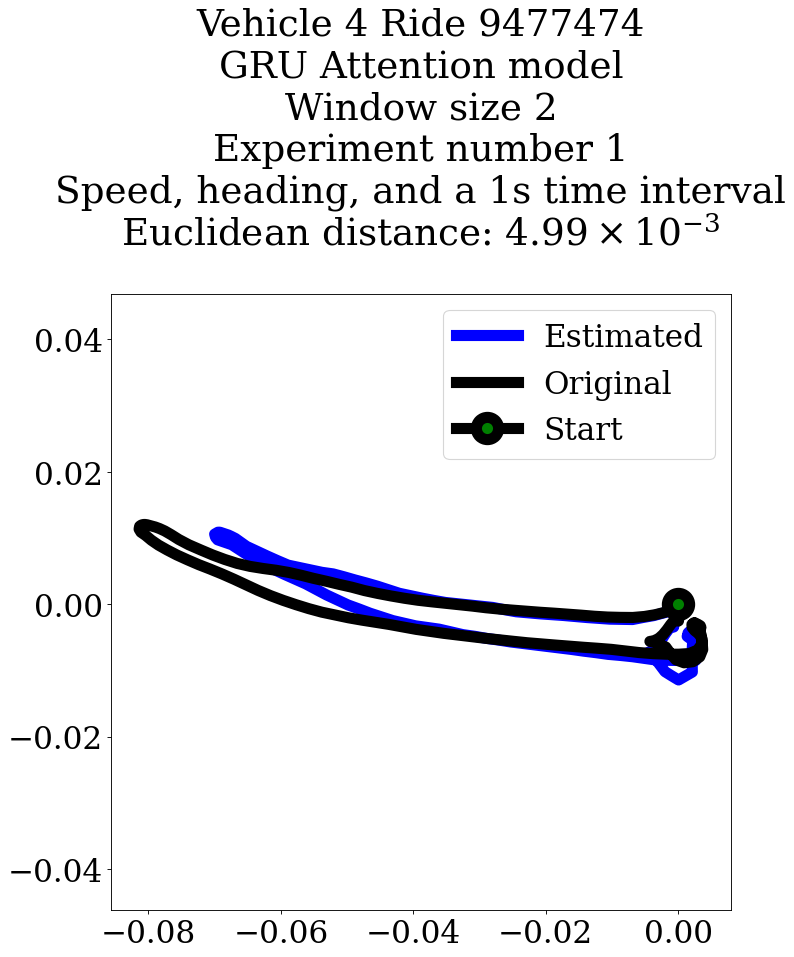 Vehicle 4 Ride 9477474
GRU Attention model
Window size 2
Experiment number 1
Speed, heading, and a 1s time interval
Euclidean distance: 4.99 × 10⁻³
Estimated
Original
Start
0.04
0.02
0.00
−0.02
−0.04
−0.08
−0.06
−0.04
−0.02
0.00